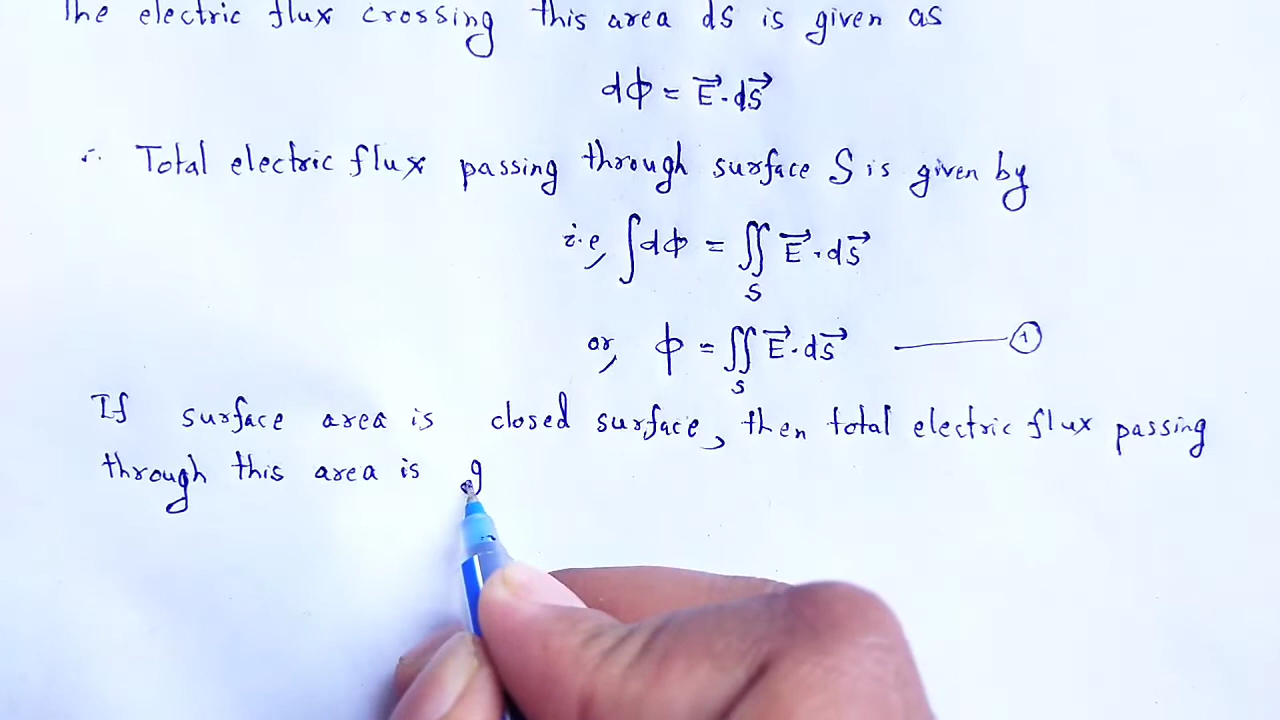 The electric flux crossing this area ds is given as
dϕ = E⃗.dS⃗
∴ Total electric flux passing through surface S is given by
i.e, ∫dϕ = ∬_S E⃗.dS⃗
or, ϕ = ∬_S E⃗.dS⃗ ——— ①
If surface area is closed surface, then total electric flux passing
through this area is g